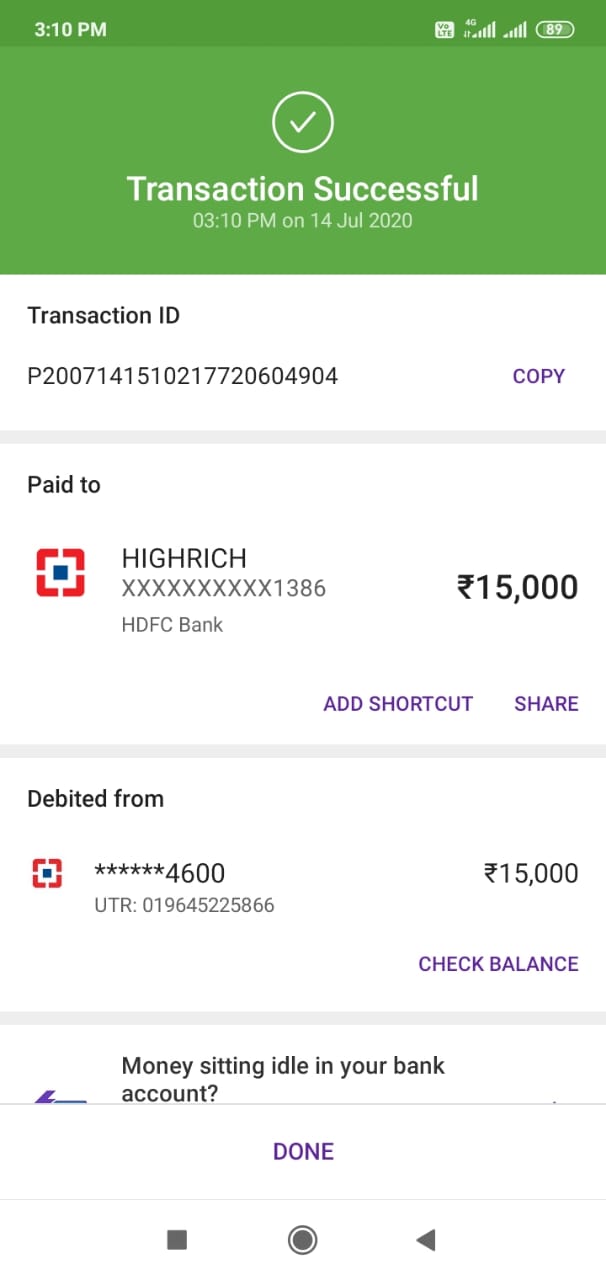 3:10 PM
VO LTE 4G 89
Transaction Successful
03:10 PM on 14 Jul 2020
Transaction ID
P2007141510217720604904
COPY
Paid to
HIGHRICH
XXXXXXXXXX1386
₹15,000
HDFC Bank
ADD SHORTCUT
SHARE
Debited from
******4600
₹15,000
UTR: 019645225866
CHECK BALANCE
Money sitting idle in your bank
account?
DONE